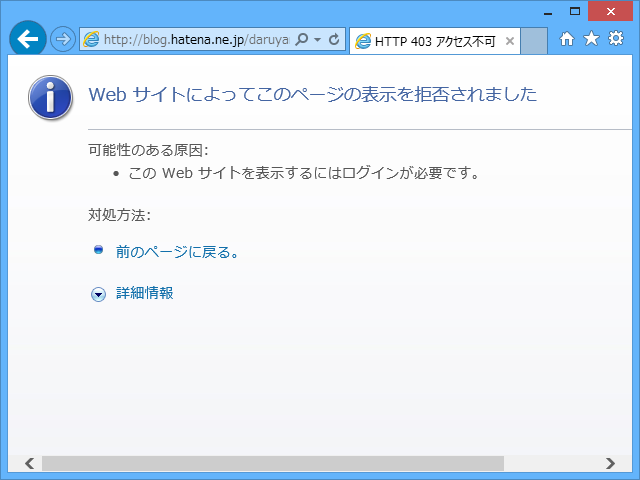 http://blog.hatena.ne.jp/daruya
HTTP 403 アクセス不可
Web サイトによってこのページの表示を拒否されました
可能性のある原因:
• この Web サイトを表示するにはログインが必要です。
対処方法:
前のページに戻る。
詳細情報